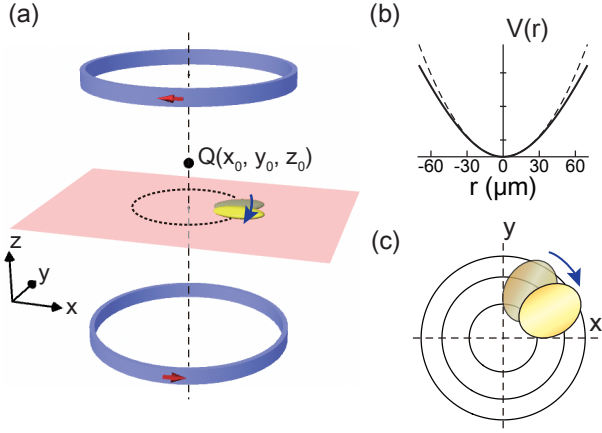 (a)
Q(x₀, y₀, z₀)
z
y
x
(b)
V(r)
-60 -30 0 30 60
r (μm)
(c)
y
x